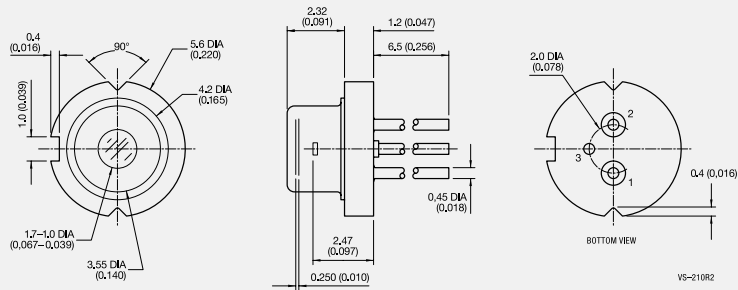 0.4
(0.016)
90°
5.6 DIA
(0.220)
4.2 DIA
(0.165)
1.0 (0.039)
1.7–1.0 DIA
(0,067–0.039)
3.55 DIA
(0.140)
2.32
(0.091)
1.2 (0.047)
6.5 (0.256)
0,45 DIA
(0.018)
2.47
(0.097)
0.250 (0.010)
2.0 DIA
(0.078)
2
3
1
0.4 (0,016)
BOTTOM VIEW
VS-210R2